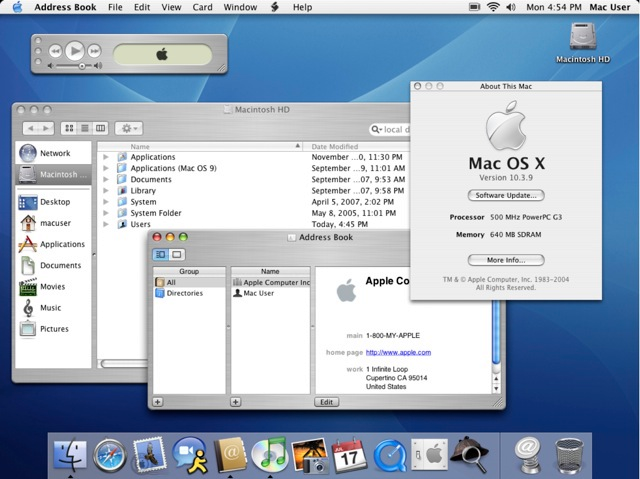 Address Book File Edit View Card Window Help Mon 4:54 PM Mac User
Macintosh HD
About This Mac
Mac OS X
Version 10.3.9
Software Update...
Processor 500 MHz PowerPC G3
Memory 640 MB SDRAM
More Info...
TM & © Apple Computer, Inc. 1983-2004
All Rights Reserved.
Macintosh HD
local d
Name Date Modified
Network
Macintosh ...
Desktop
macuser
Applications
Documents
Movies
Music
Pictures
Applications November ...0, 11:30 PM
Applications (Mac OS 9) September ...9, 11:01 AM
Documents September ...07, 9:53 AM
Library September ...07, 9:58 PM
System April 5, 2007, 2:02 PM
System Folder May 8, 2005, 11:01 PM
Users Today, 4:45 PM
Address Book
Group Name
All
Directories
Apple Computer Inc
Mac User
Apple Co
main 1-800-MY-APPLE
home page http://www.apple.com
work 1 Infinite Loop
Cupertino CA 95014
United States
Edit
JUL
17